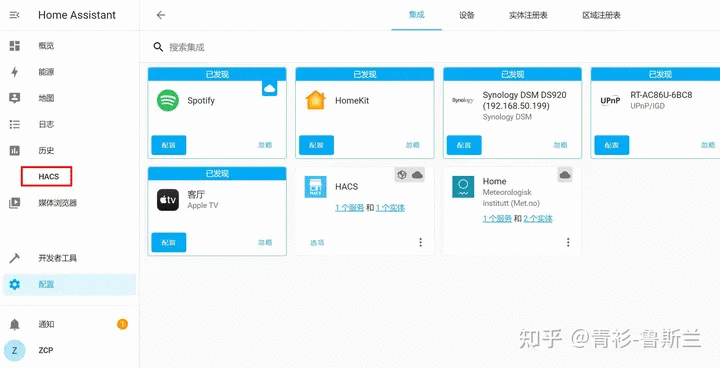 Home Assistant
集成
设备
实体注册表
区域注册表
概览
能源
地图
日志
历史
HACS
媒体浏览器
开发者工具
配置
通知
1
Z
ZCP
搜索集成
已发现
Spotify
配置
忽略
已发现
HomeKit
配置
忽略
已发现
Synology
Synology DSM DS920
(192.168.50.199)
Synology DSM
配置
忽略
已发现
UPnP
RT-AC86U-6BC8
UPnP/IGD
配置
忽略
已发现
tv
客厅
Apple TV
配置
忽略
HACS
HACS
1 个服务 和 1 个实体
选项
Home
Meteorologisk
institutt (Met.no)
1 个服务 和 2 个实体
知乎 @青衫-鲁斯兰